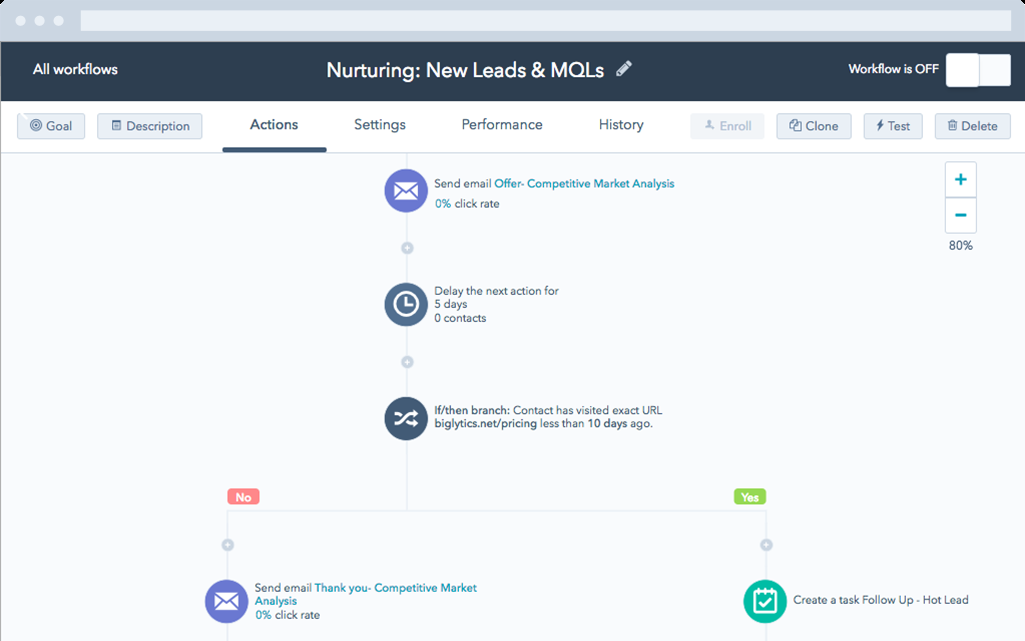 All workflows
Nurturing: New Leads & MQLs
Workflow is OFF
Goal
Description
Actions
Settings
Performance
History
Enroll
Clone
Test
Delete
Send email Offer- Competitive Market Analysis
0% click rate
+
−
80%
Delay the next action for
5 days
0 contacts
If/then branch: Contact has visited exact URL
biglytics.net/pricing less than 10 days ago.
No
Yes
Send email Thank you- Competitive Market
Analysis
0% click rate
Create a task Follow Up - Hot Lead